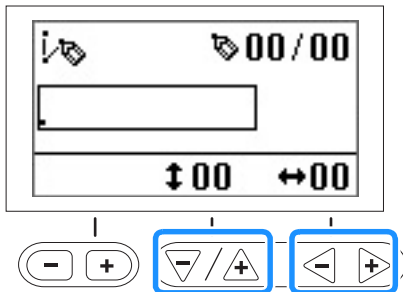 00/00
↕00 ↔00
- + - / + - +